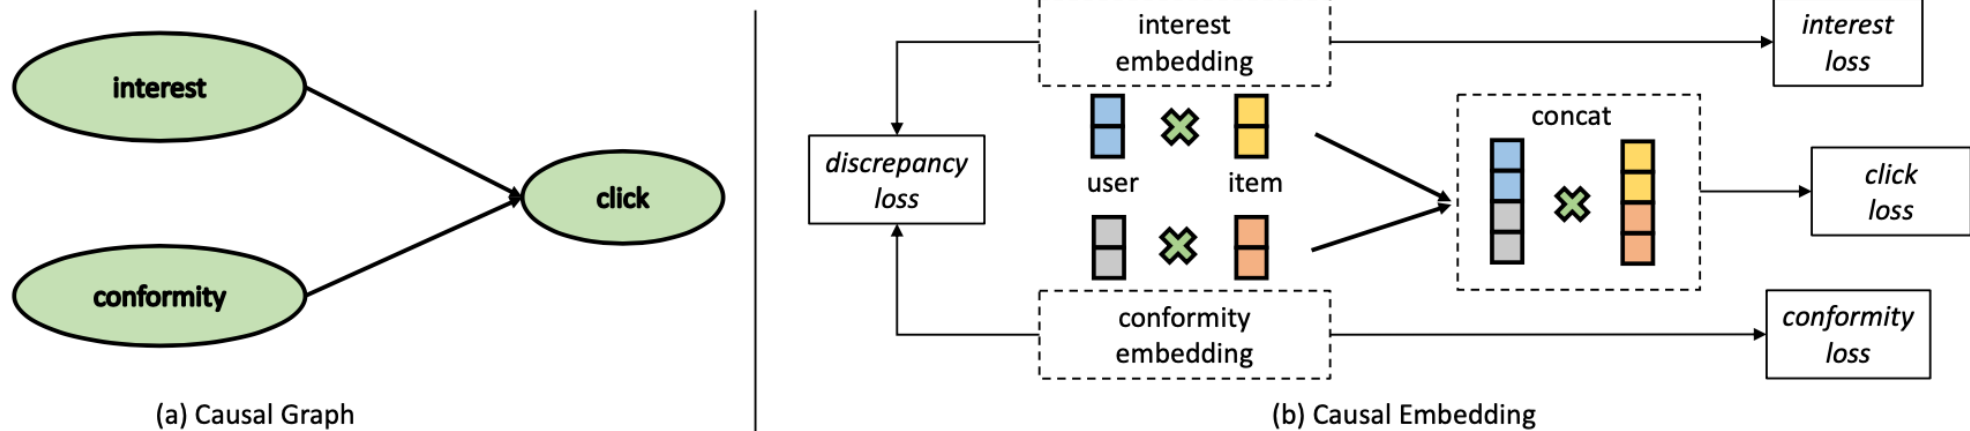 interest
conformity
click
(a) Causal Graph
interest
embedding
interest
loss
discrepancy
loss
user
item
concat
click
loss
conformity
embedding
conformity
loss
(b) Causal Embedding